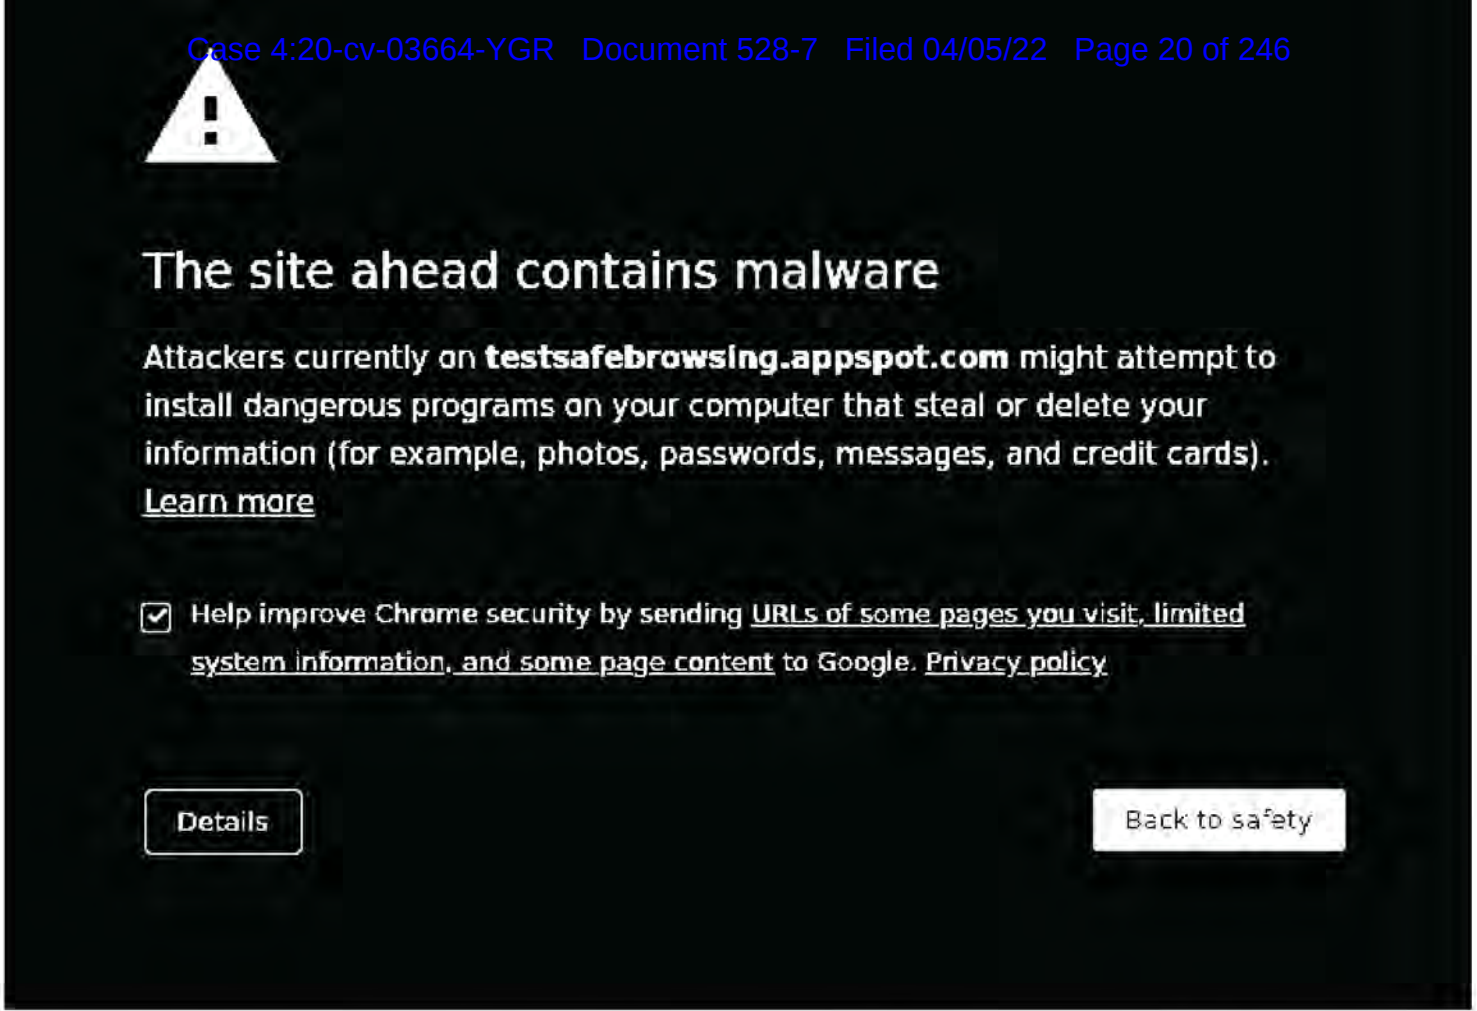 Case 4:20-cv-03664-YGR Document 528-7 Filed 04/05/22 Page 20 of 246
!
The site ahead contains malware
Attackers currently on testsafebrowsing.appspot.com might attempt to
install dangerous programs on your computer that steal or delete your
information (for example, photos, passwords, messages, and credit cards).
Learn more
Help improve Chrome security by sending URLs of some pages you visit, limited
system information, and some page content to Google. Privacy policy
Details
Back to safety